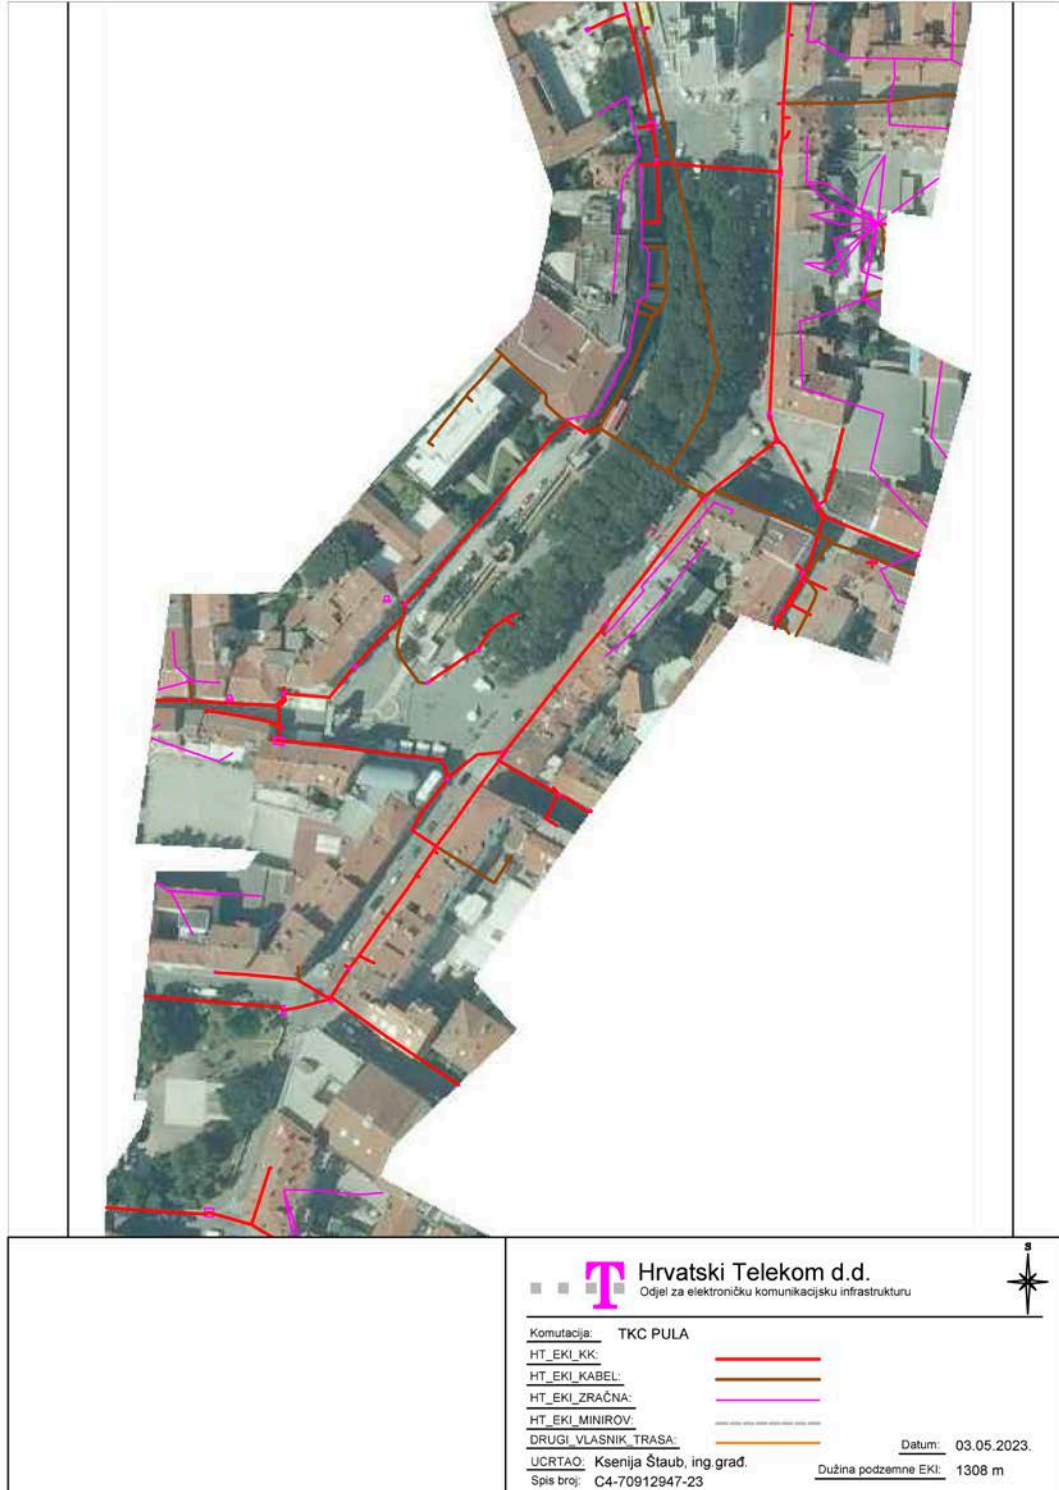 S
T Hrvatski Telekom d.d.
Odjel za elektroničku komunikacijsku infrastrukturu
Komutacija: TKC PULA
HT_EKI_KK:
HT_EKI_KABEL:
HT_EKI_ZRAČNA:
HT_EKI_MINIROV:
DRUGI_VLASNIK_TRASA:
Datum: 03.05.2023.
UCRTAO: Ksenija Štaub, ing.građ.
Dužina podzemne EKI: 1308 m
Spis broj: C4-70912947-23